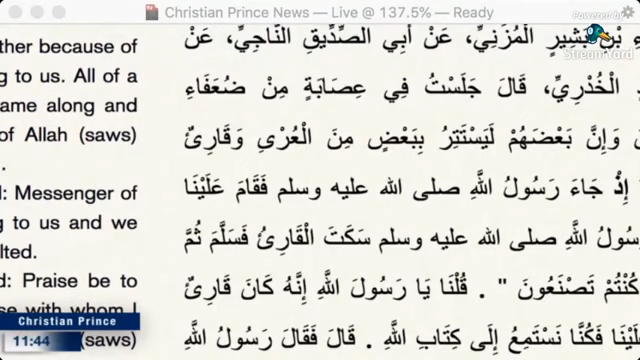 Christian Prince News — Live @ 137.5% — Ready
Powered by
StreamYard
ther because of
g to us. All of a
ame along and
of Allah (saws)
.
l: Messenger of
g to us and we
lted.
d: Praise be to
se with whom I
(saws)
ءِ بْنِ بَشِيرٍ الْمُزَنِيِّ، عَنْ أَبِي الصِّدِّيقِ النَّاجِيِّ، عَنْ
الْخُدْرِيِّ، قَالَ جَلَسْتُ فِي عِصَابَةٍ مِنْ ضُعَفَاءِ
وَإِنَّ بَعْضَهُمْ لَيَسْتَتِرُ بِبَعْضٍ مِنَ الْعُرْىِ وَقَارِئٌ
إِذْ جَاءَ رَسُولُ اللَّهِ صلى الله عليه وسلم فَقَامَ عَلَيْنَا
سُولُ اللَّهِ صلى الله عليه وسلم سَكَتَ الْقَارِئُ فَسَلَّمَ ثُمَّ
كُنْتُمْ تَصْنَعُونَ " . قُلْنَا يَا رَسُولَ اللَّهِ إِنَّهُ كَانَ قَارِئٌ
لَيْنَا فَكُنَّا نَسْتَمِعُ إِلَى كِتَابِ اللَّهِ . قَالَ فَقَالَ رَسُولُ اللَّهِ
Christian Prince
11:44